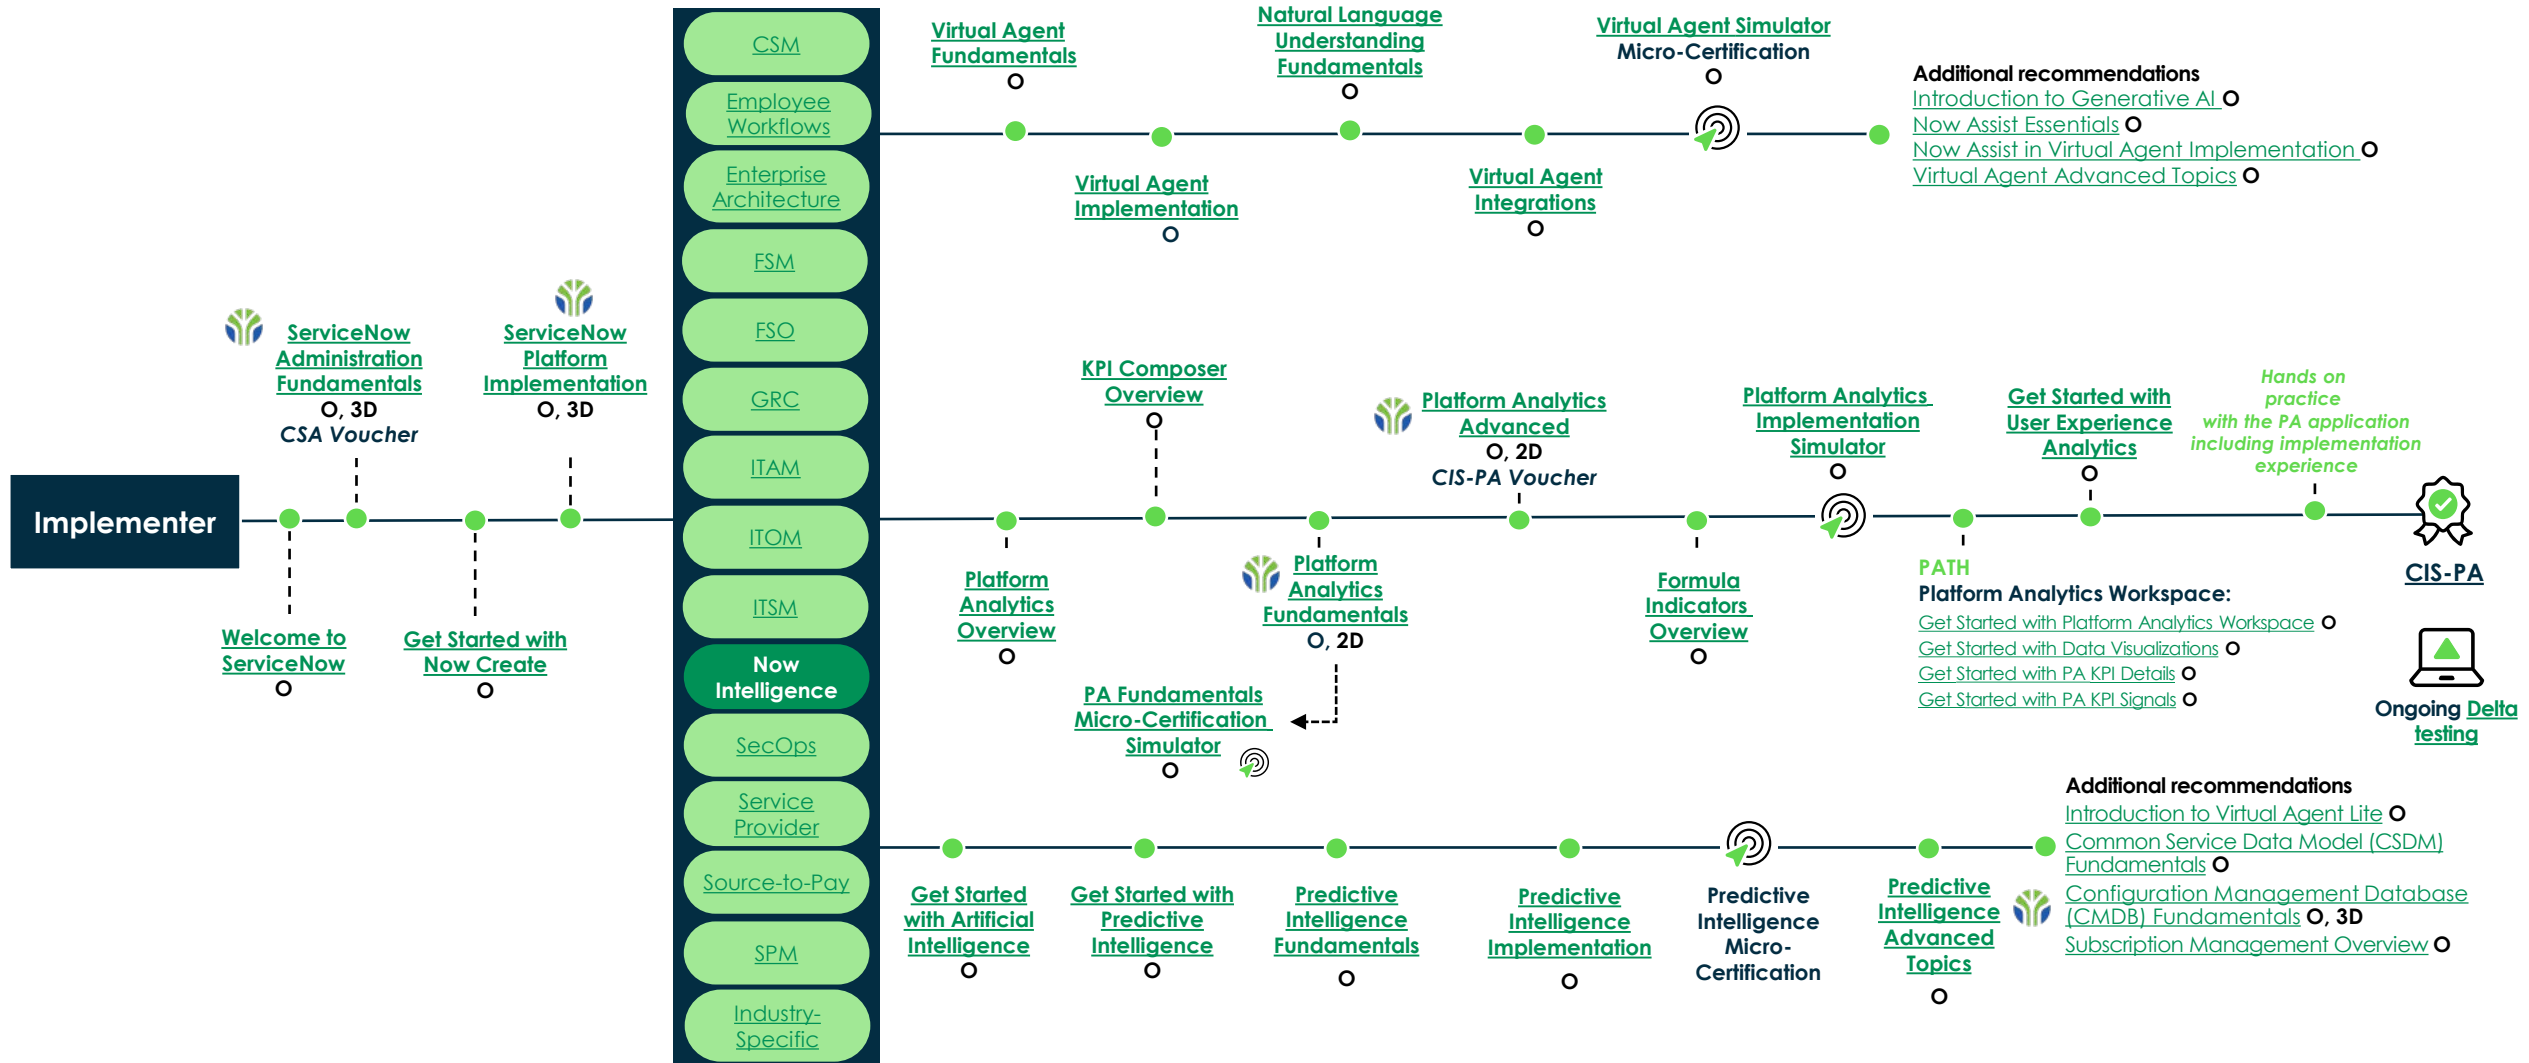 Implementer
Welcome to
ServiceNow
O
ServiceNow
Administration
Fundamentals
O, 3D
CSA Voucher
Get Started with
Now Create
O
ServiceNow
Platform
Implementation
O, 3D
CSM
Employee
Workflows
Enterprise
Architecture
FSM
FSO
GRC
ITAM
ITOM
ITSM
Now
Intelligence
SecOps
Service
Provider
Source-to-Pay
SPM
Industry-
Specific
Virtual Agent
Fundamentals
O
Virtual Agent
Implementation
O
Natural Language
Understanding
Fundamentals
O
Virtual Agent
Integrations
O
Virtual Agent Simulator
Micro-Certification
O
Additional recommendations
Introduction to Generative AI O
Now Assist Essentials O
Now Assist in Virtual Agent Implementation O
Virtual Agent Advanced Topics O
Platform
Analytics
Overview
O
KPI Composer
Overview
O
Platform
Analytics
Fundamentals
O, 2D
PA Fundamentals
Micro-Certification
Simulator
O
Platform Analytics
Advanced
O, 2D
CIS-PA Voucher
Formula
Indicators
Overview
O
Platform Analytics
Implementation
Simulator
O
PATH
Platform Analytics Workspace:
Get Started with Platform Analytics Workspace O
Get Started with Data Visualizations O
Get Started with PA KPI Details O
Get Started with PA KPI Signals O
Get Started with
User Experience
Analytics
O
Hands on
practice
with the PA application
including implementation
experience
CIS-PA
Ongoing Delta
testing
Get Started
with Artificial
Intelligence
O
Get Started with
Predictive
Intelligence
O
Predictive
Intelligence
Fundamentals
O
Predictive
Intelligence
Implementation
O
Predictive
Intelligence
Micro-
Certification
Predictive
Intelligence
Advanced
Topics
O
Additional recommendations
Introduction to Virtual Agent Lite O
Common Service Data Model (CSDM)
Fundamentals O
Configuration Management Database
(CMDB) Fundamentals O, 3D
Subscription Management Overview O